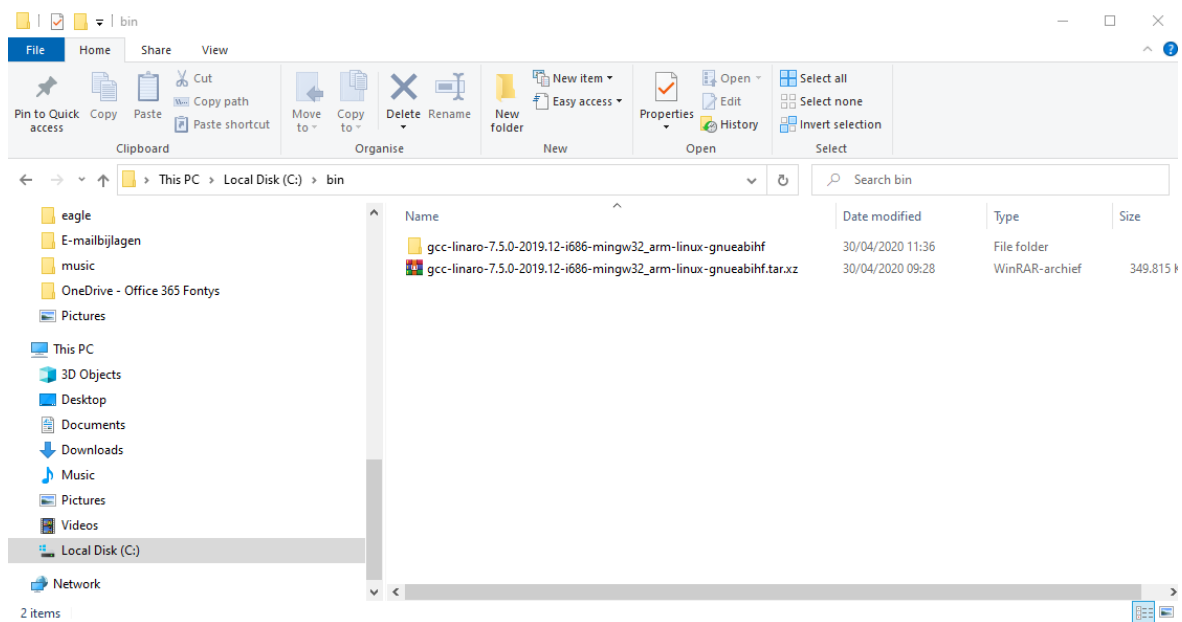 bin
File Home Share View
Pin to Quick access
Copy
Paste
Cut
Copy path
Paste shortcut
Clipboard
Move to
Copy to
Delete
Rename
Organise
New folder
New item
Easy access
New
Properties
Open
Edit
History
Open
Select all
Select none
Invert selection
Select
This PC > Local Disk (C:) > bin
Search bin
eagle
E-mailbijlagen
music
OneDrive - Office 365 Fontys
Pictures
This PC
3D Objects
Desktop
Documents
Downloads
Music
Pictures
Videos
Local Disk (C:)
Network
Name Date modified Type Size
gcc-linaro-7.5.0-2019.12-i686-mingw32_arm-linux-gnueabihf 30/04/2020 11:36 File folder
gcc-linaro-7.5.0-2019.12-i686-mingw32_arm-linux-gnueabihf.tar.xz 30/04/2020 09:28 WinRAR-archief 349.815 K
2 items